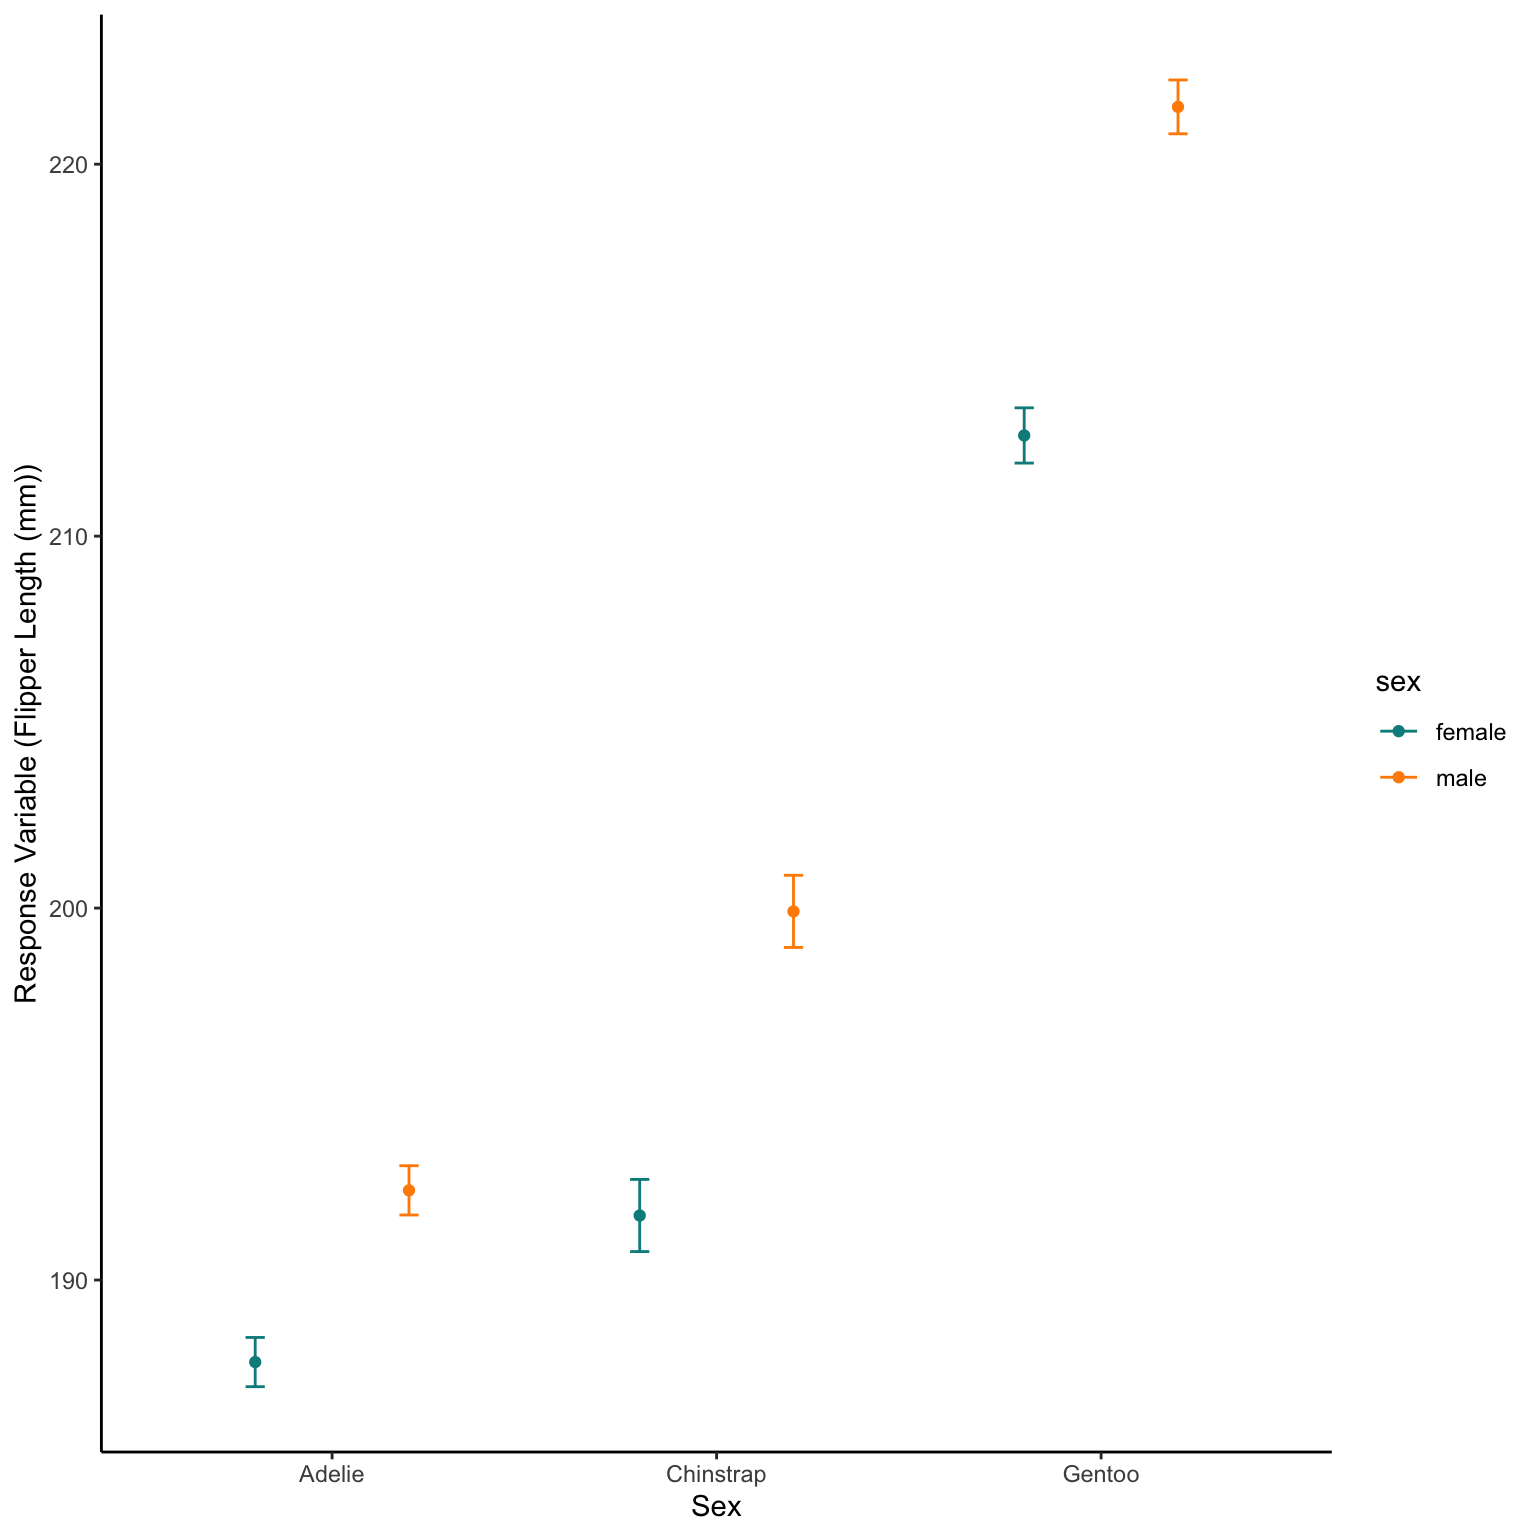 Response Variable (Flipper Length (mm))
220
210
200
190
Adelie Chinstrap Gentoo
Sex
sex
female
male